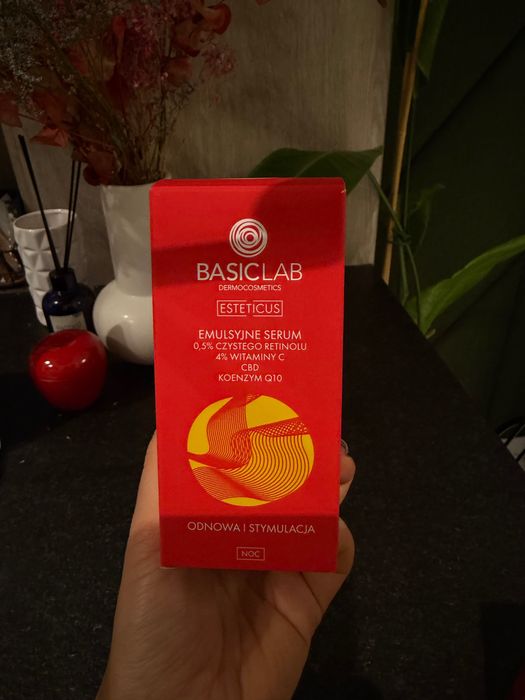 BASICLAB
DERMOCOSMETICS
ESTETICUS
EMULSYJNE SERUM
0,5% CZYSTEGO RETINOLU
4% WITAMINY C
CBD
KOENZYM Q10
ODNOWA I STYMULACJA
NOC